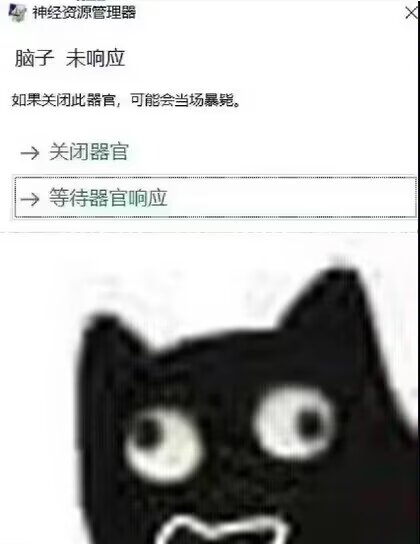 神经资源管理器
脑子 未响应
如果关闭此器官，可能会当场暴毙。
→ 关闭器官
→ 等待器官响应